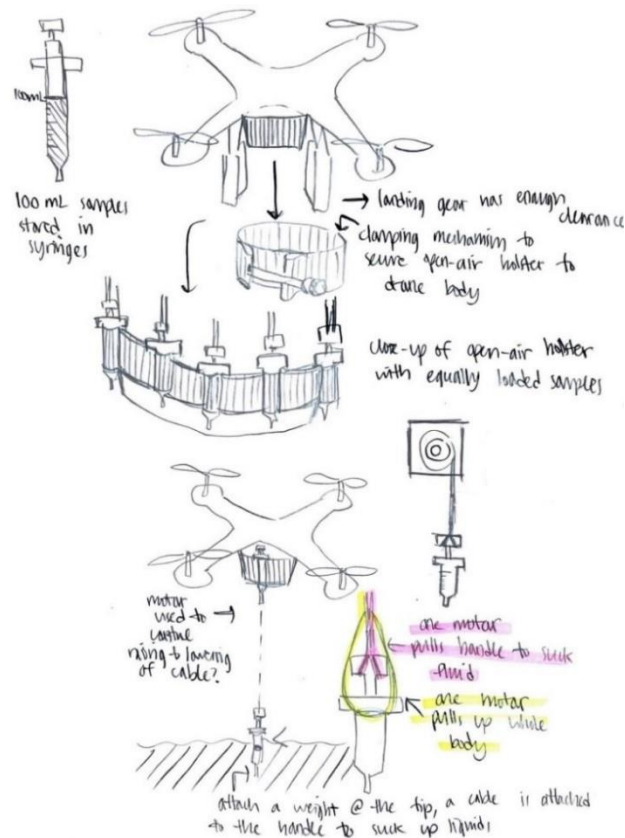 100mL
100 mL samples
stored in
syringes
landing gear has enough
clearance
clamping mechanism to
secure open-air holster to
drone body
close-up of open-air holster
with equally loaded samples
motor
used to
raising + lowering
of cable?
one motor
pulls handle to suck
fluid
one motor
pulls up whole
body
attach a weight @ the tip, a cable is attached
to the handle to suck up liquids